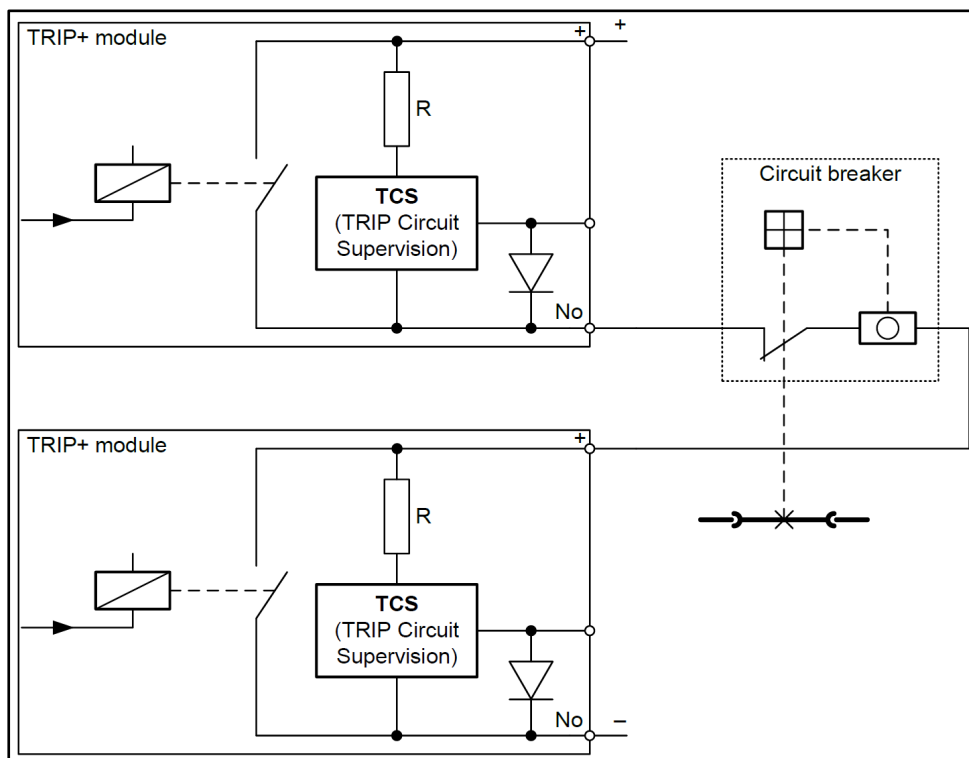 TRIP+ module
+
+
R
TCS
(TRIP Circuit
Supervision)
No
Circuit breaker
TRIP+ module
+
R
TCS
(TRIP Circuit
Supervision)
No
–